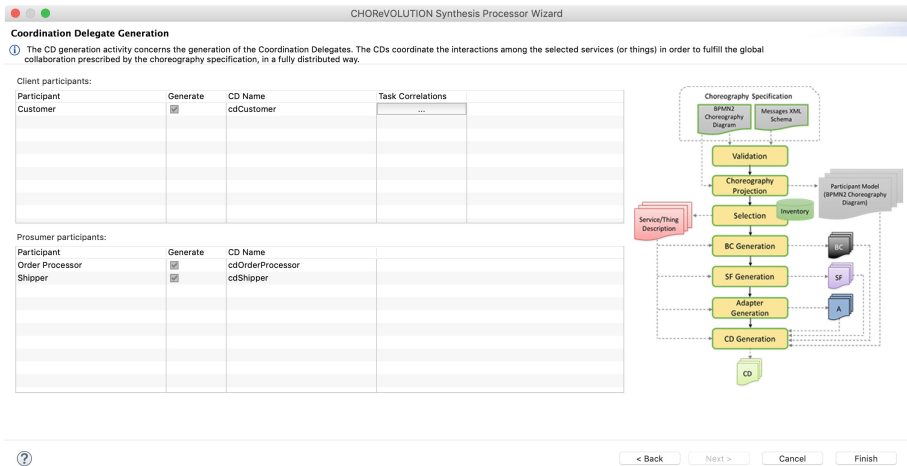 CHOReVOLUTION Synthesis Processor Wizard
Coordination Delegate Generation
The CD generation activity concerns the generation of the Coordination Delegates. The CDs coordinate the interactions among the selected services (or things) in order to fulfill the global
collaboration prescribed by the choreography specification, in a fully distributed way.
Client participants:
Participant Generate CD Name Task Correlations
Customer cdCustomer ...
Prosumer participants:
Participant Generate CD Name
Order Processor cdOrderProcessor
Shipper cdShipper
Choreography Specification
BPMN2
Choreography
Diagram
Messages XML
Schema
Validation
Choreography
Projection
Participant Model
(BPMN2 Choreography
Diagram)
Selection
Inventory
Service/Thing
Description
BC Generation
BC
SF Generation
SF
Adapter
Generation
A
CD Generation
CD
?
< Back Next > Cancel Finish